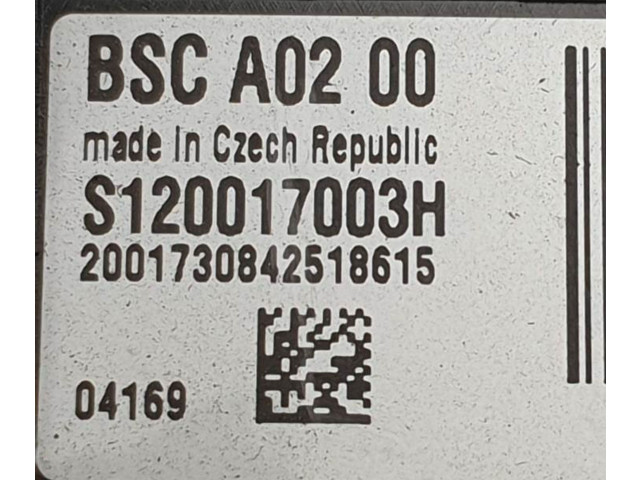 BSC A02 00
made in Czech Republic
S120017003H
2001730842518615
04169